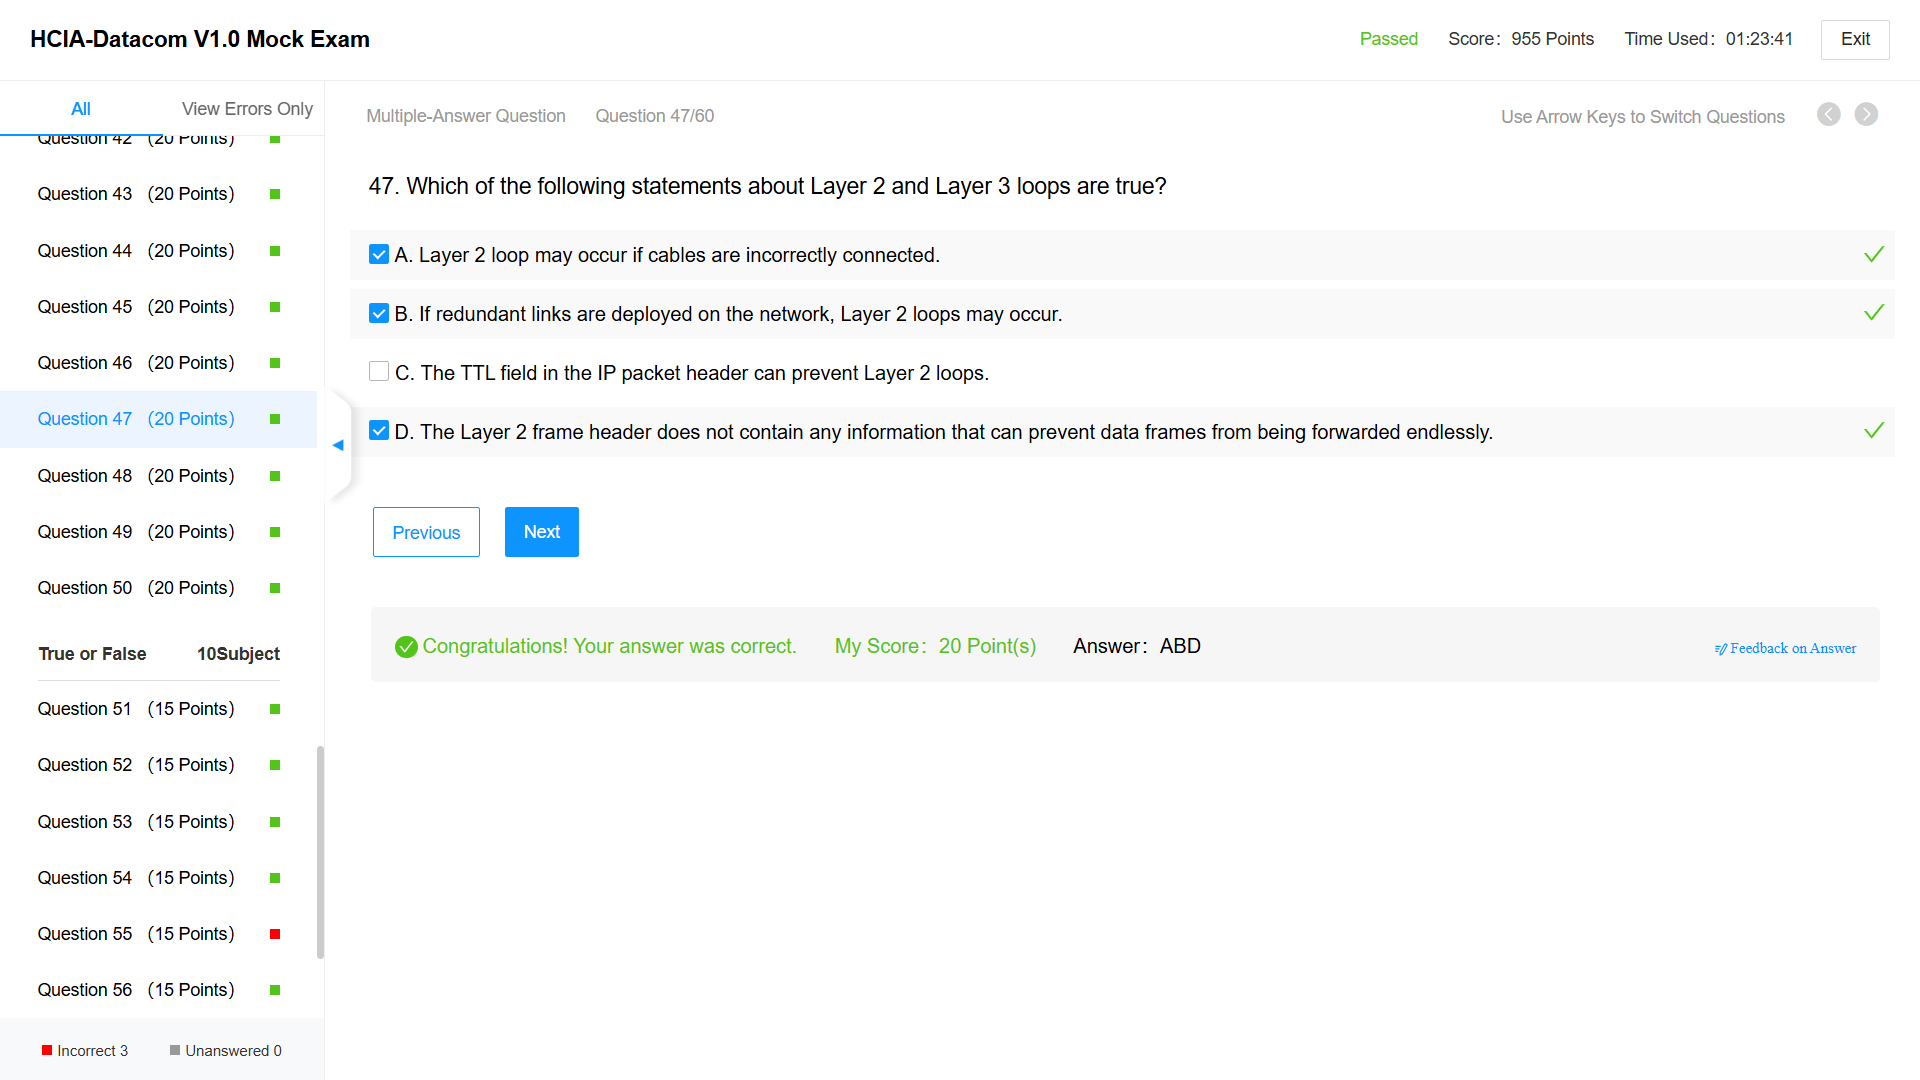 HCIA-Datacom V1.0 Mock Exam
Passed Score: 955 Points Time Used: 01:23:41 Exit
All View Errors Only
Question 42 (20 Points)
Question 43 (20 Points)
Question 44 (20 Points)
Question 45 (20 Points)
Question 46 (20 Points)
Question 47 (20 Points)
Question 48 (20 Points)
Question 49 (20 Points)
Question 50 (20 Points)
True or False 10Subject
Question 51 (15 Points)
Question 52 (15 Points)
Question 53 (15 Points)
Question 54 (15 Points)
Question 55 (15 Points)
Question 56 (15 Points)
Incorrect 3 Unanswered 0
Multiple-Answer Question Question 47/60
Use Arrow Keys to Switch Questions
47. Which of the following statements about Layer 2 and Layer 3 loops are true?
A. Layer 2 loop may occur if cables are incorrectly connected.
B. If redundant links are deployed on the network, Layer 2 loops may occur.
C. The TTL field in the IP packet header can prevent Layer 2 loops.
D. The Layer 2 frame header does not contain any information that can prevent data frames from being forwarded endlessly.
Previous Next
Congratulations! Your answer was correct. My Score: 20 Point(s) Answer: ABD
Feedback on Answer